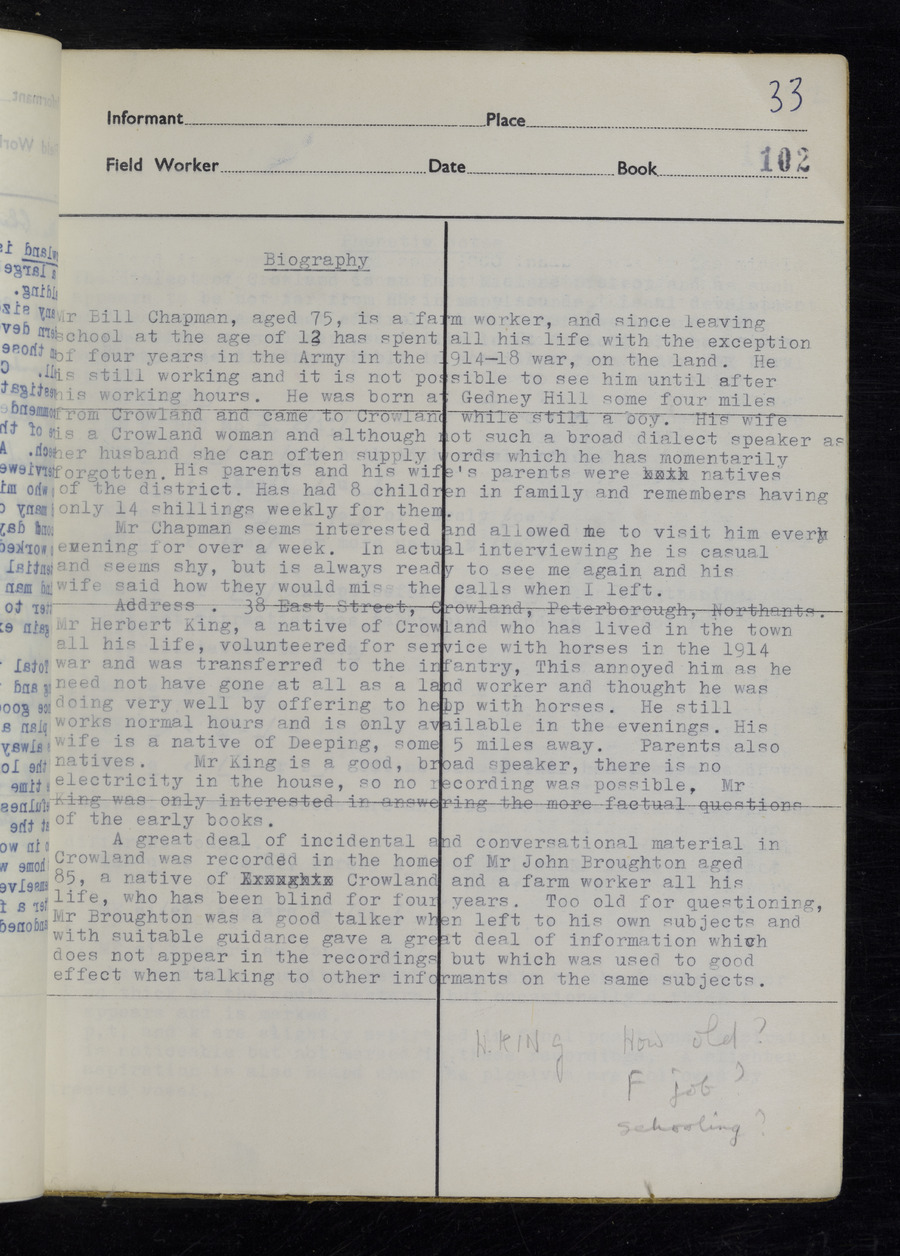 33
Informant Place
102
Field Worker Date Book
Biography
Mr Bill Chapman, aged 75, is a farm worker, and since leaving
school at the age of 12 has spent all his life with the exception
of four years in the Army in the 1914-18 war, on the land. He
is still working and it is not possible to see him until after
his working hours. He was born at Gedney Hill some four miles
from Crowland and came to Crowland while still a boy. His wife
is a Crowland woman and although not such a broad dialect speaker as
her husband she can often supply words which he has momentarily
forgotten. His parents and his wife's parents were natives
of the district. Has had 8 children in family and remembers having
only 14 shillings weekly for them.
Mr Chapman seems interested and allowed me to visit him every
evening for over a week. In actual interviewing he is casual
and seems shy, but is always ready to see me again and his
wife said how they would miss the calls when I left.
Address . 38 East Street, Crowland, Peterborough, Northants.
Mr Herbert King, a native of Crowland who has lived in the town
all his life, volunteered for service with horses in the 1914
war and was transferred to the infantry, This annoyed him as he
need not have gone at all as a land worker and thought he was
doing very well by offering to help with horses. He still
works normal hours and is only available in the evenings. His
wife is a native of Deeping, some 5 miles away. Parents also
natives. Mr King is a good, broad speaker, there is no
electricity in the house, so no recording was possible, Mr
King was only interested in answering the more factual questions
of the early books.
A great deal of incidental and conversational material in
Crowland was recorded in the home of Mr John Broughton aged
85, a native of Crowland and a farm worker all his
life, who has been blind for four years. Too old for questioning,
Mr Broughton was a good talker when left to his own subjects and
with suitable guidance gave a great deal of information which
does not appear in the recordings but which was used to good
effect when talking to other informants on the same subjects.
H. KING How old?
F job?
schooling?